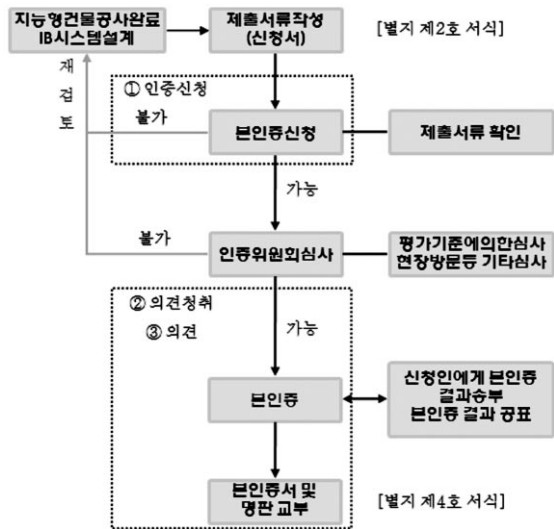 지능형건물공사완료
IB시스템설계
제출서류작성
(신청서)
[별지 제2호 서식]
재
검
토
① 인증신청
불가
본인증신청
제출서류 확인
가능
불가
인증위원회심사
평가기준에의한심사
현장방문등 기타심사
② 의견청취
③ 의견
가능
본인증
신청인에게 본인증
결과송부
본인증 결과 공표
본인증서 및
명판 교부
[별지 제4호 서식]